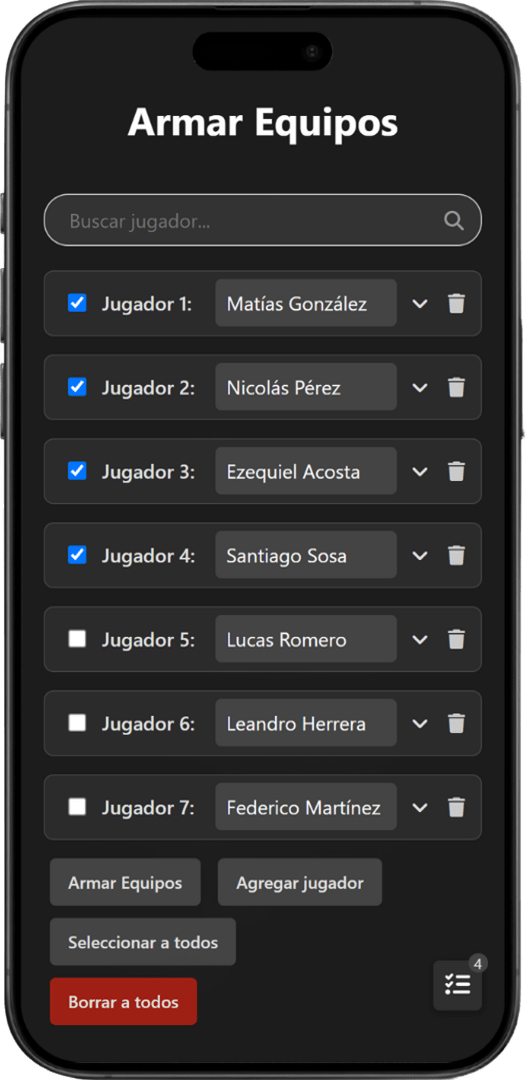 Armar Equipos
Buscar jugador...
Jugador 1: Matías González
Jugador 2: Nicolás Pérez
Jugador 3: Ezequiel Acosta
Jugador 4: Santiago Sosa
Jugador 5: Lucas Romero
Jugador 6: Leandro Herrera
Jugador 7: Federico Martínez
Armar Equipos Agregar jugador
Seleccionar a todos
4
Borrar a todos